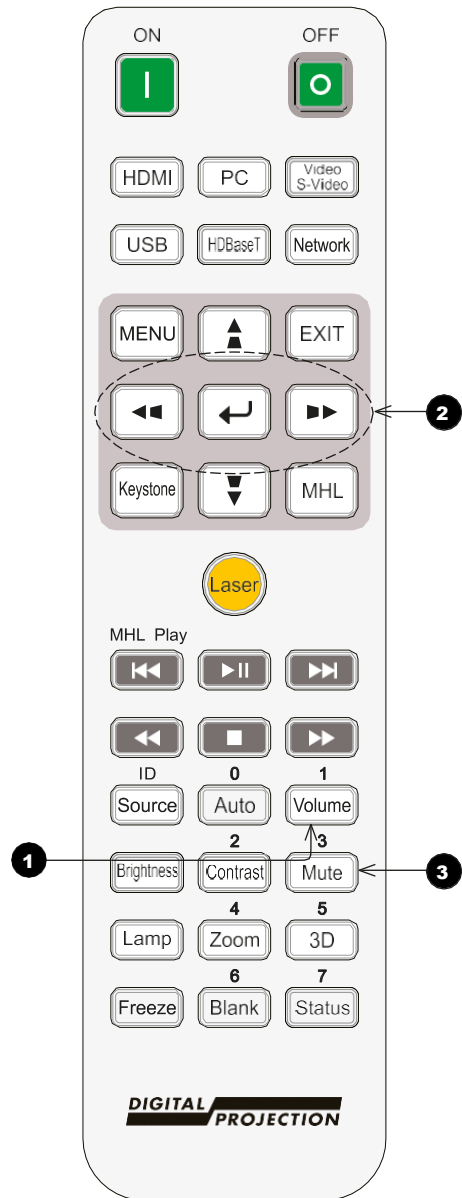 ON OFF
HDMI PC Video
S-Video
USB HDBaseT Network
MENU EXIT
2
Keystone MHL
Laser
MHL Play
ID 0 1
Source Auto Volume
2 3
1 Brightness Contrast Mute 3
4 5
Lamp Zoom 3D
6 7
Freeze Blank Status
DIGITAL
PROJECTION